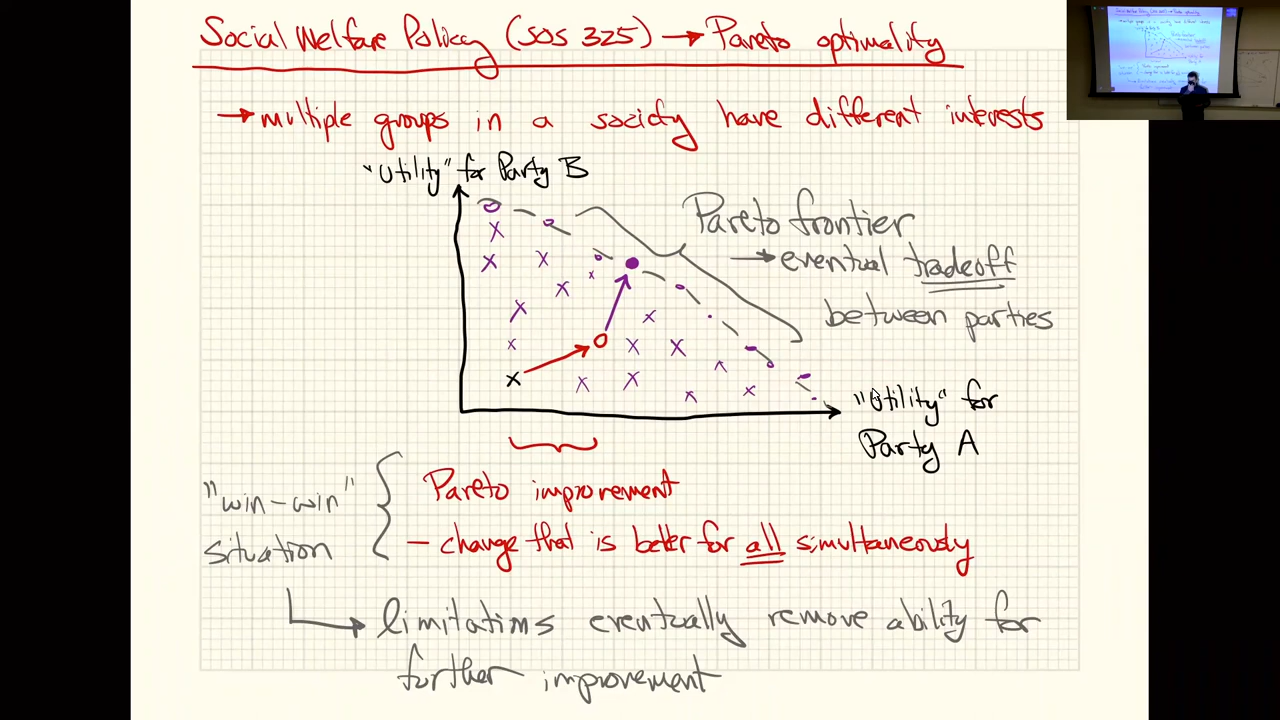 Social Welfare Policy (SOS 325) → Pareto optimality
→ multiple groups in a society have different interests
"Utility" for Party B
Pareto frontier
→ eventual tradeoff
between parties
"Utility" for
Party A
"win-win"
situation
Pareto improvement
- change that is better for all simultaneously
limitations eventually remove ability for
further improvement